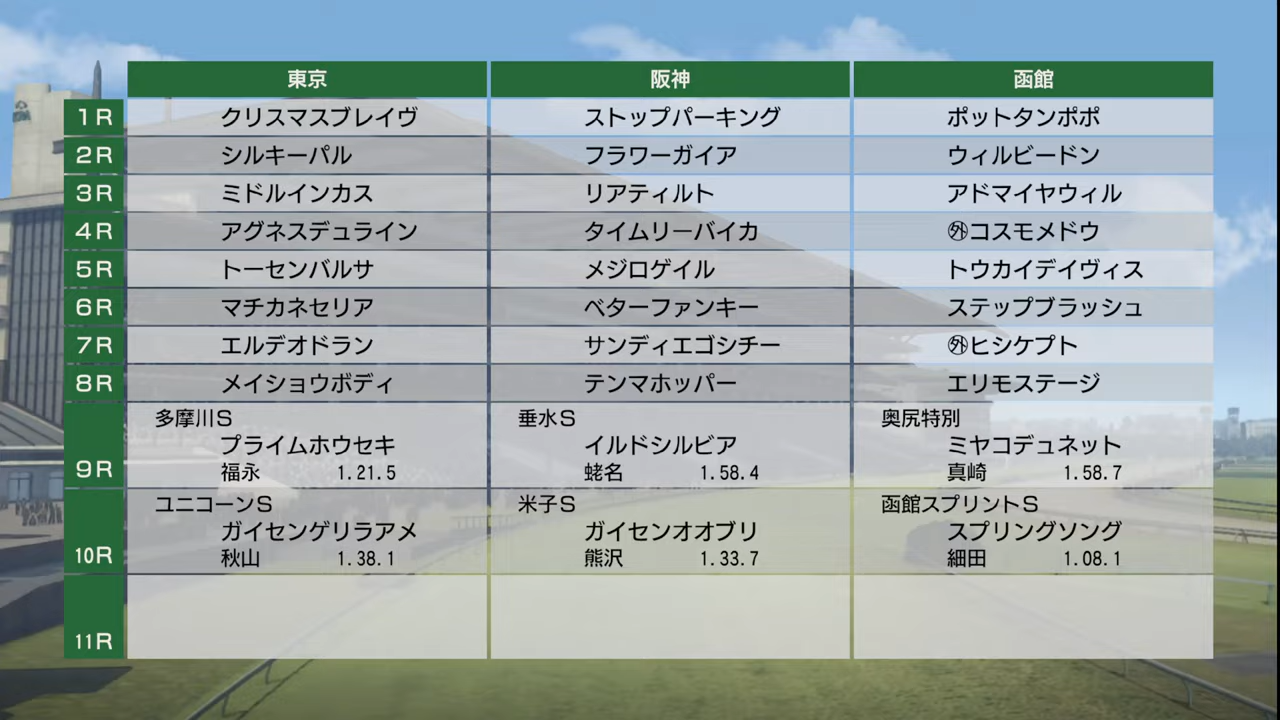 東京 阪神 函館
1R クリスマスブレイヴ ストップパーキング ポットタンポポ
2R シルキーパル フラワーガイア ウィルビードン
3R ミドルインカス リアティルト アドマイヤウィル
4R アグネスデュライン タイムリーバイカ ㊕コスモメドウ
5R トーセンバルサ メジロゲイル トウカイデイヴィス
6R マチカネセリア ベターファンキー ステップブラッシュ
7R エルデオドラン サンディエゴシチー 外ヒシケプト
8R メイショウボディ テンマホッパー エリモステージ
多摩川S 垂水S 奥尻特別
プライムホウセキ イルドシルビア ミヤコデュネット
9R 福永 1.21.5 蛯名 1.58.4 真崎 1.58.7
ユニコーンS 米子S 函館スプリントS
ガイセンゲリラアメ ガイセンオオブリ スプリングソング
10R 秋山 1.38.1 熊沢 1.33.7 細田 1.08.1
11R